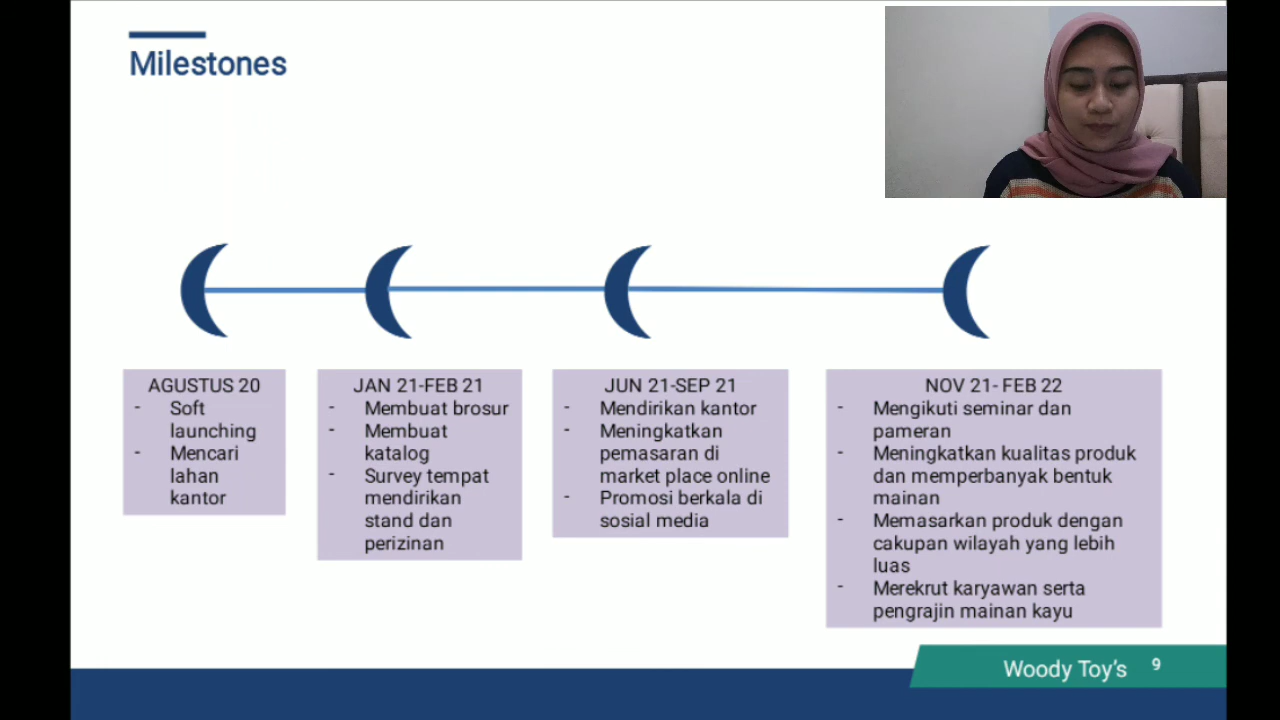 Milestones
AGUSTUS 20
- Soft
launching
- Mencari
lahan
kantor
JAN 21-FEB 21
- Membuat brosur
- Membuat
katalog
- Survey tempat
mendirikan
stand dan
perizinan
JUN 21-SEP 21
- Mendirikan kantor
- Meningkatkan
pemasaran di
market place online
- Promosi berkala di
sosial media
NOV 21- FEB 22
- Mengikuti seminar dan
pameran
- Meningkatkan kualitas produk
dan memperbanyak bentuk
mainan
- Memasarkan produk dengan
cakupan wilayah yang lebih
luas
- Merekrut karyawan serta
pengrajin mainan kayu
Woody Toy's 9